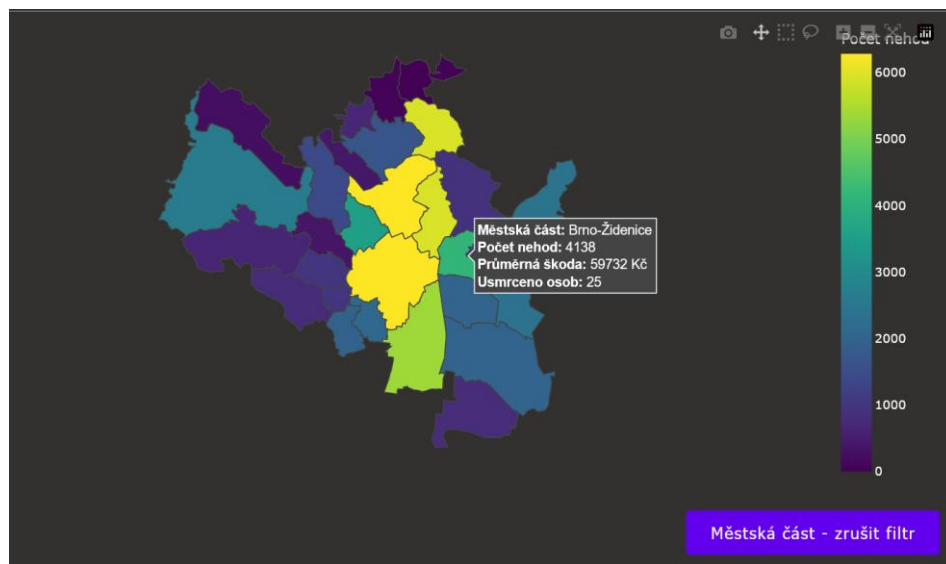 Počet nehod
6000
5000
4000
3000
2000
1000
0
Městská část: Brno-Židenice
Počet nehod: 4138
Průměrná škoda: 59732 Kč
Usmrceno osob: 25
Městská část - zrušit filtr